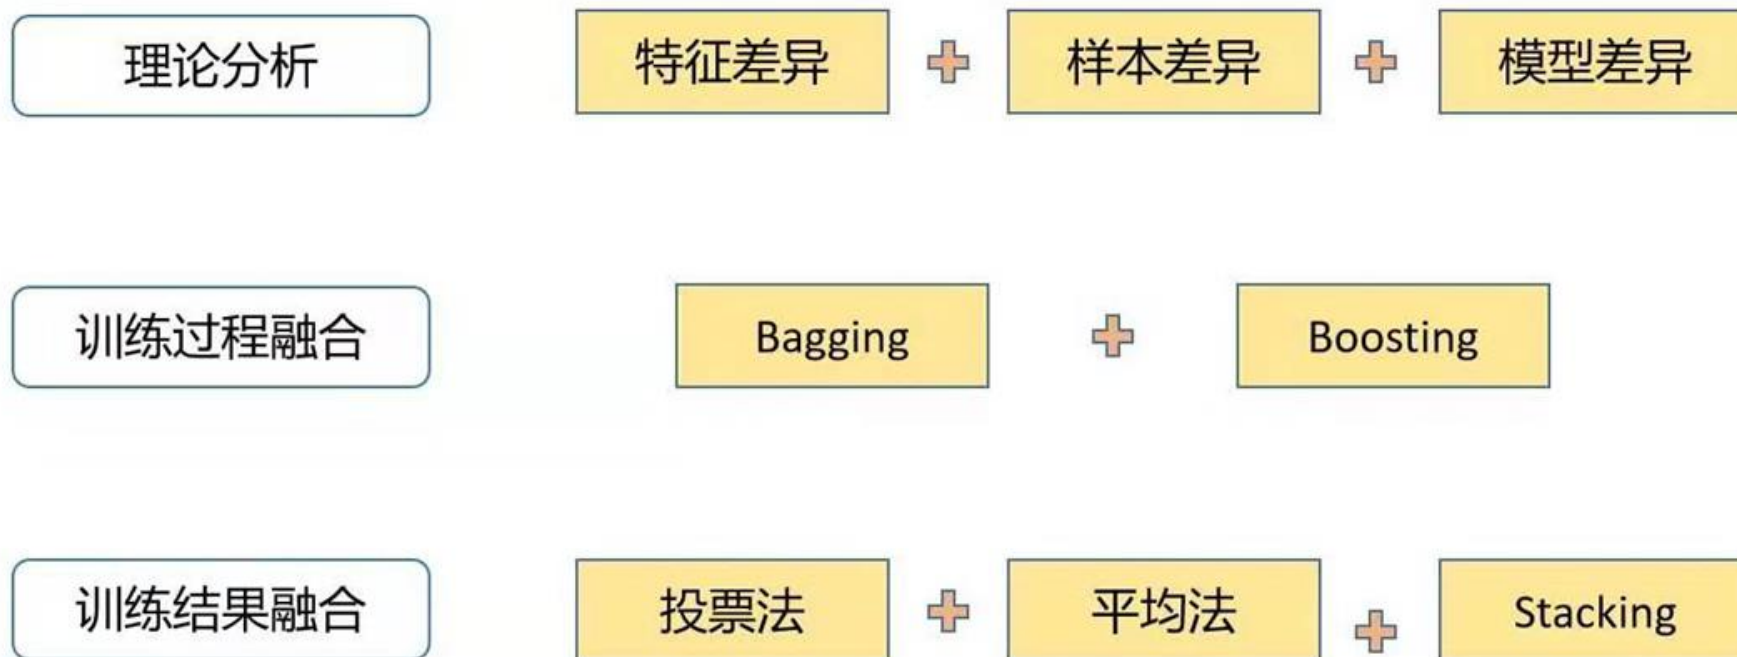 理论分析
特征差异
样本差异
模型差异
训练过程融合
Bagging
Boosting
训练结果融合
投票法
平均法
Stacking